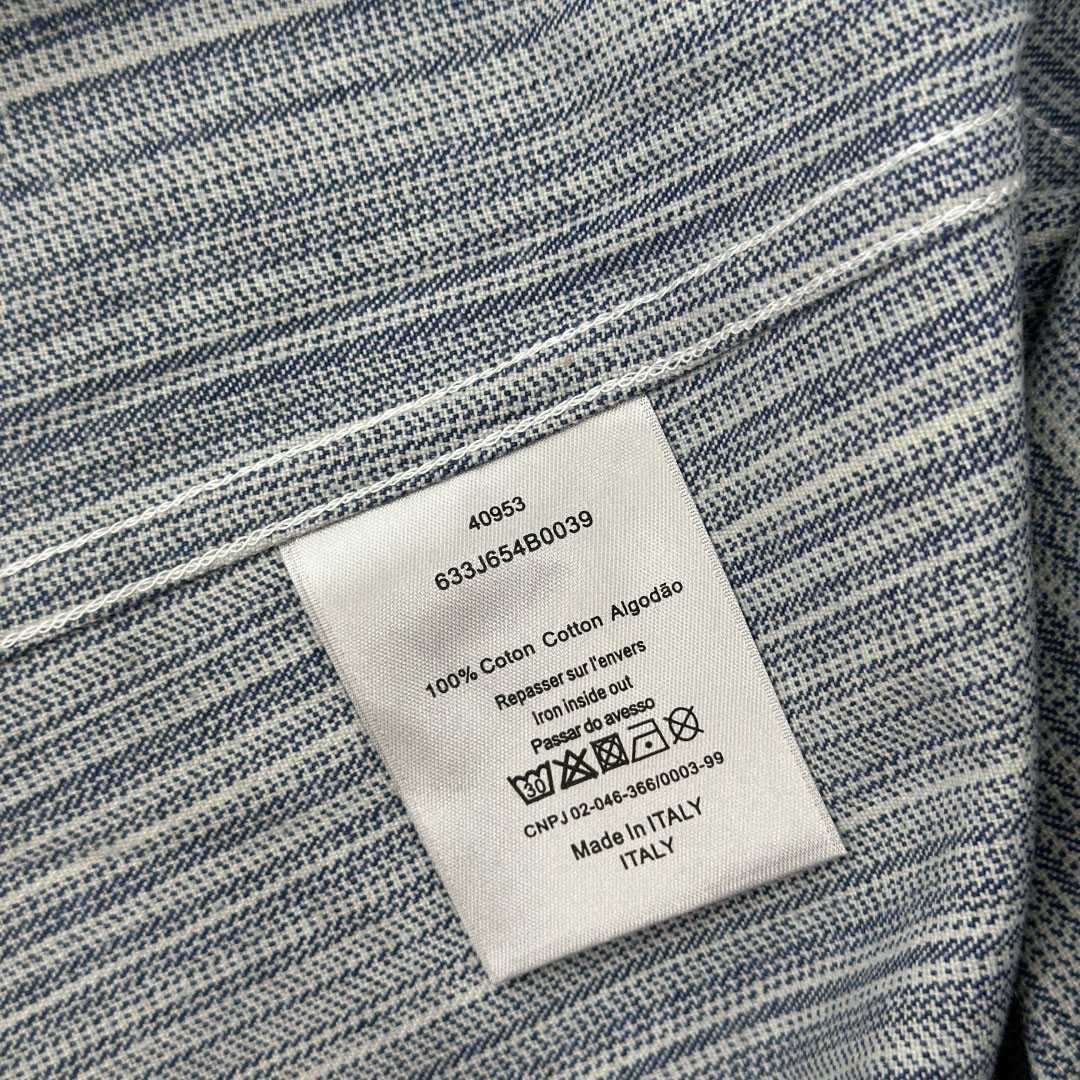 40953
633J654B0039
100% Coton Cotton Algodão
Repasser sur l'envers
Iron inside out
Passar do avesso
30
CNPJ 02-046-366/0003-99
Made In ITALY
ITALY